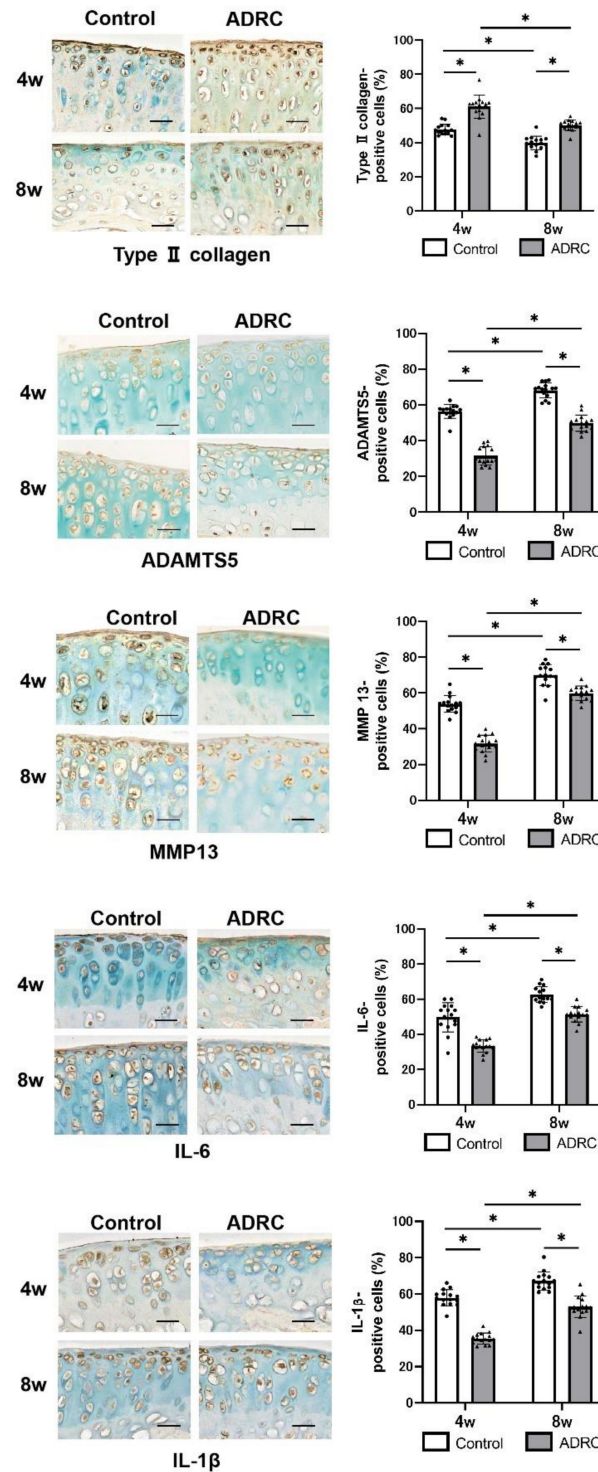 Control ADRC
4w
8w
Type Ⅱ collagen
Type Ⅱ collagen-
positive cells (%)
100
80
60
40
20
0
* * * *
4w 8w
Control ADRC
Control ADRC
4w
8w
ADAMTS5
ADAMTS5-
positive cells (%)
100
80
60
40
20
0
* * * *
4w 8w
Control ADRC
Control ADRC
4w
8w
MMP13
MMP 13-
positive cells (%)
100
80
60
40
20
0
* * * *
4w 8w
Control ADRC
Control ADRC
4w
8w
IL-6
IL-6-
positive cells (%)
100
80
60
40
20
0
* * * *
4w 8w
Control ADRC
Control ADRC
4w
8w
IL-1β
IL-1β-
positive cells (%)
100
80
60
40
20
0
* * * *
4w 8w
Control ADRC